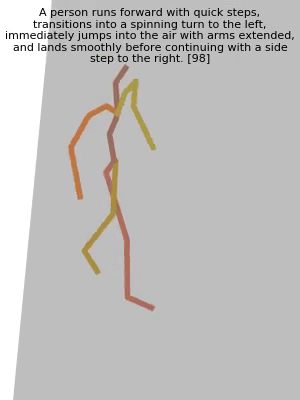 A person runs forward with quick steps,
transitions into a spinning turn to the left,
immediately jumps into the air with arms extended,
and lands smoothly before continuing with a side
step to the right. [98]